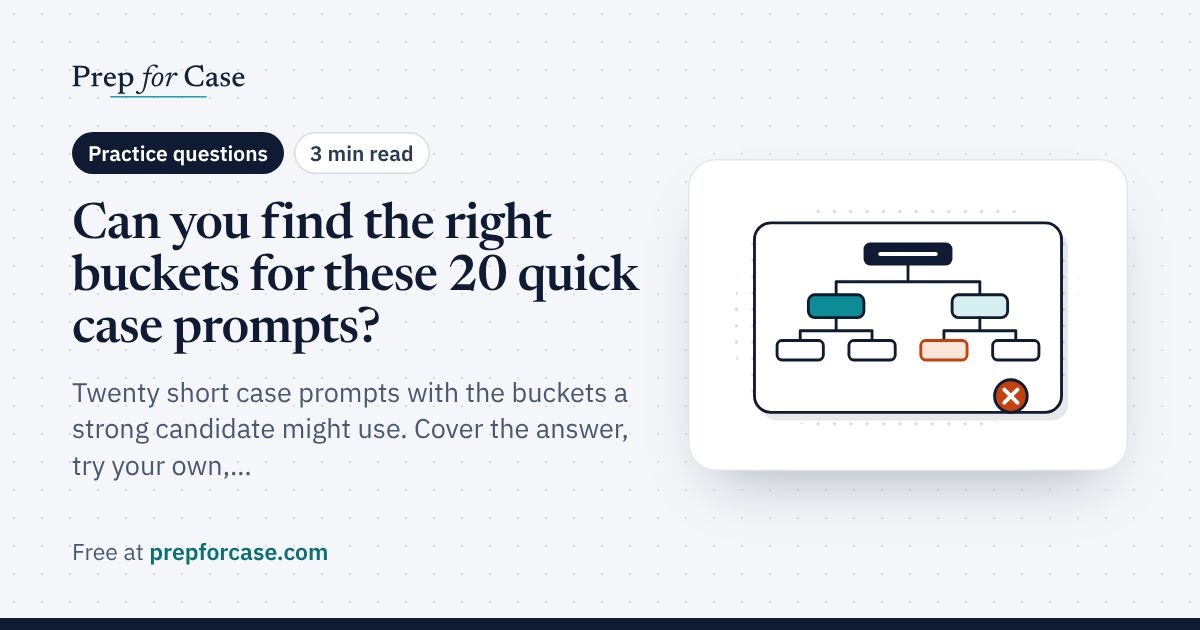 Prep for Case
Practice questions
3 min read
Can you find the right
buckets for these 20 quick
case prompts?
Twenty short case prompts with the buckets a
strong candidate might use. Cover the answer,
try your own,...
Free at prepforcase.com